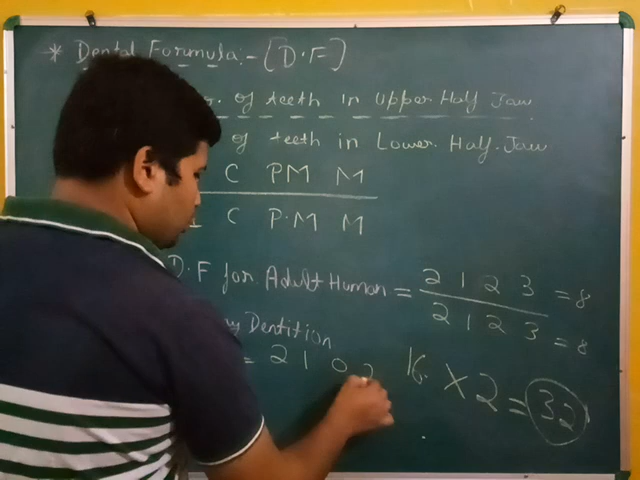 * Dental Formula:- [D.F]
of teeth in Upper Half Jaw
of teeth in Lower Half Jaw
C PM M
I C P.M M
D.F for Adult Human = 2 1 2 3 = 8
2 1 2 3 = 8
Dentition
= 2 1 0 2
16 × 2 = 32